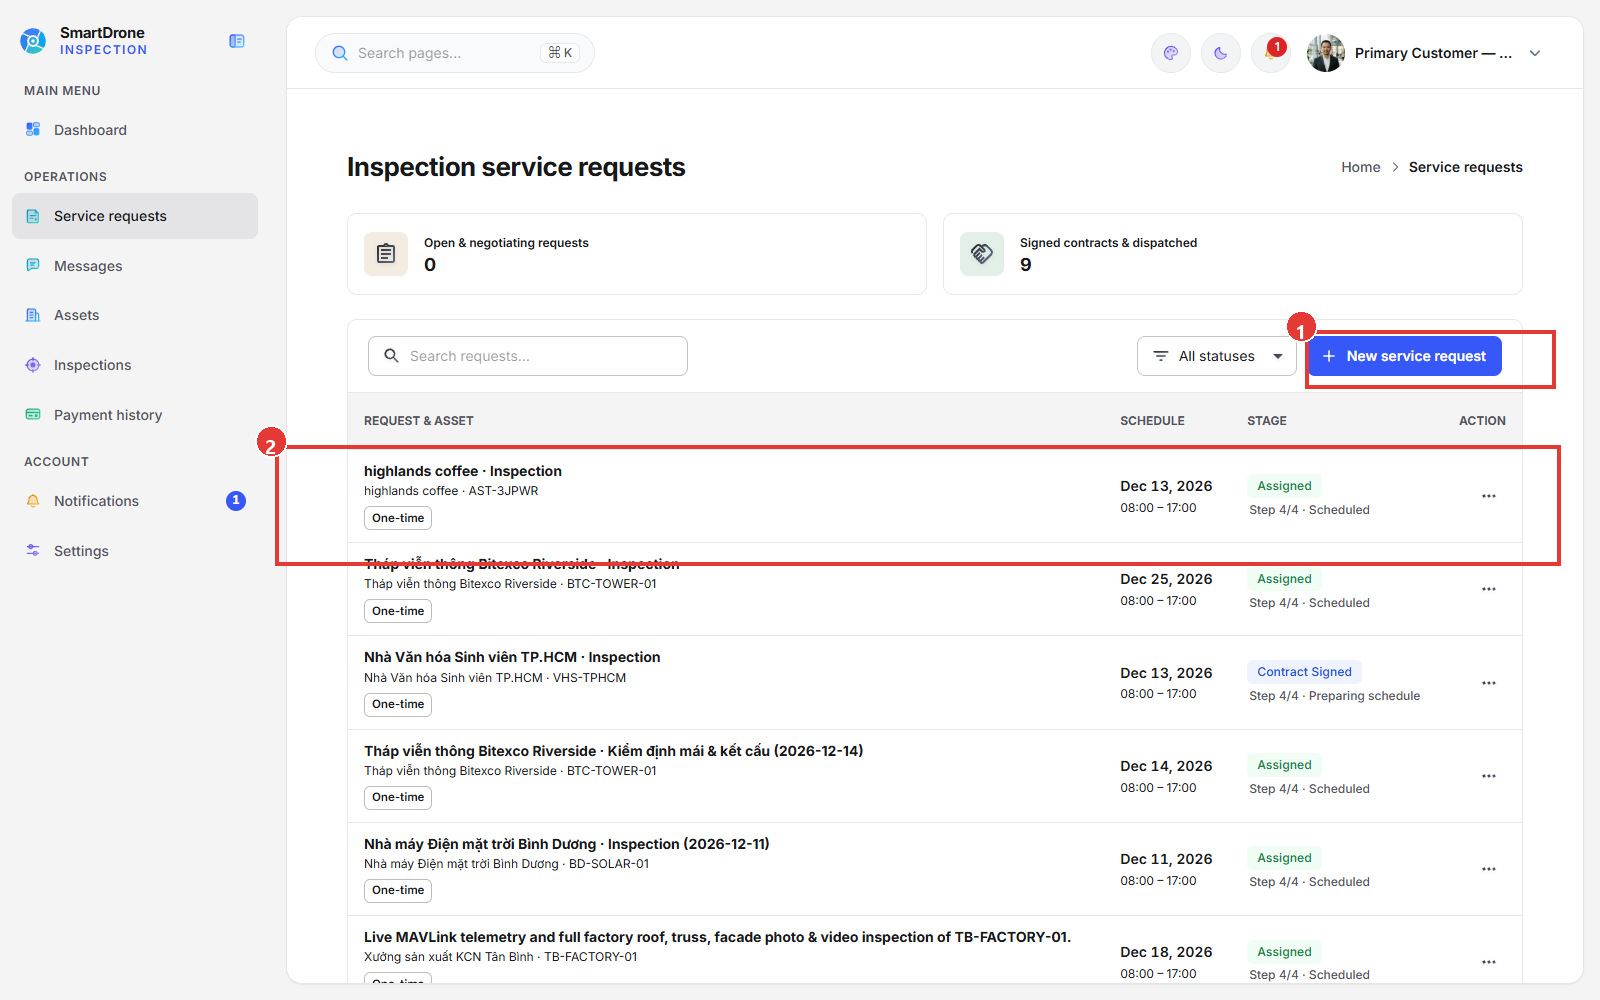 SmartDrone
INSPECTION
MAIN MENU
Dashboard
OPERATIONS
Service requests
Messages
Assets
Inspections
Payment history
ACCOUNT
Notifications 1
Settings
Search pages... ⌘ K
1
Primary Customer — ...
Inspection service requests
Home > Service requests
Open & negotiating requests
0
Signed contracts & dispatched
9
Search requests...
All statuses
1
+ New service request
REQUEST & ASSET SCHEDULE STAGE ACTION
2
highlands coffee · Inspection
highlands coffee · AST-3JPWR
One-time
Dec 13, 2026
08:00 – 17:00
Assigned
Step 4/4 · Scheduled
Tháp viễn thông Bitexco Riverside · Inspection
Tháp viễn thông Bitexco Riverside · BTC-TOWER-01
One-time
Dec 25, 2026
08:00 – 17:00
Assigned
Step 4/4 · Scheduled
Nhà Văn hóa Sinh viên TP.HCM · Inspection
Nhà Văn hóa Sinh viên TP.HCM · VHS-TPHCM
One-time
Dec 13, 2026
08:00 – 17:00
Contract Signed
Step 4/4 · Preparing schedule
Tháp viễn thông Bitexco Riverside · Kiểm định mái & kết cấu (2026-12-14)
Tháp viễn thông Bitexco Riverside · BTC-TOWER-01
One-time
Dec 14, 2026
08:00 – 17:00
Assigned
Step 4/4 · Scheduled
Nhà máy Điện mặt trời Bình Dương · Inspection (2026-12-11)
Nhà máy Điện mặt trời Bình Dương · BD-SOLAR-01
One-time
Dec 11, 2026
08:00 – 17:00
Assigned
Step 4/4 · Scheduled
Live MAVLink telemetry and full factory roof, truss, facade photo & video inspection of TB-FACTORY-01.
Xưởng sản xuất KCN Tân Bình · TB-FACTORY-01
One-time
Dec 18, 2026
08:00 – 17:00
Assigned
Step 4/4 · Scheduled